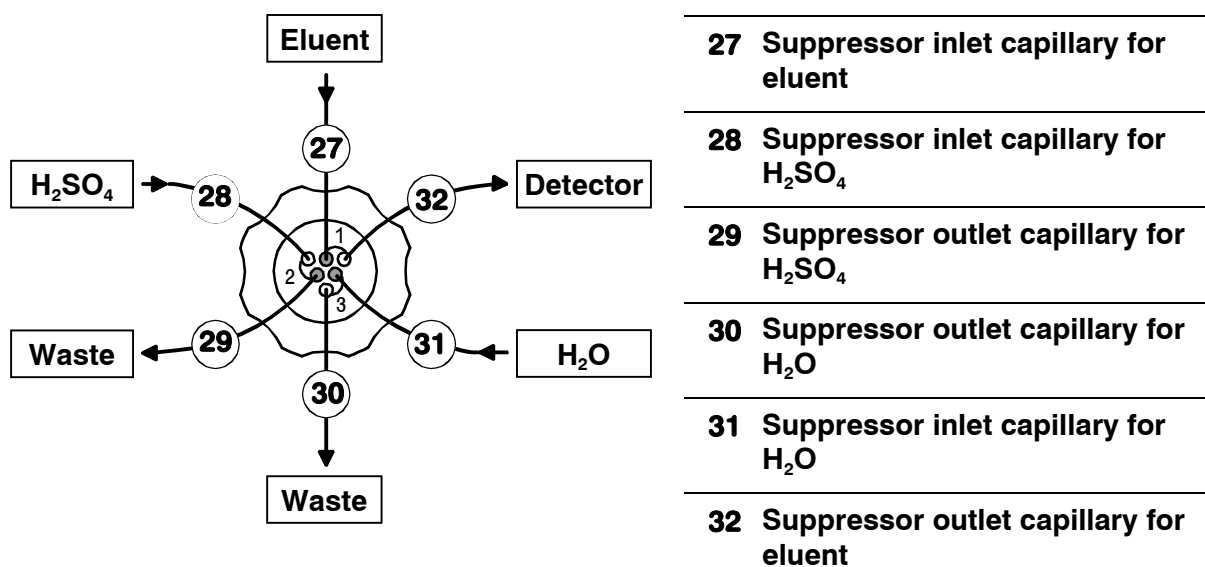 Eluent
27
H₂SO₄
28
32
Detector
1
2
3
Waste
29
31
H₂O
30
Waste
27 Suppressor inlet capillary for
eluent
28 Suppressor inlet capillary for
H₂SO₄
29 Suppressor outlet capillary for
H₂SO₄
30 Suppressor outlet capillary for
H₂O
31 Suppressor inlet capillary for
H₂O
32 Suppressor outlet capillary for
eluent